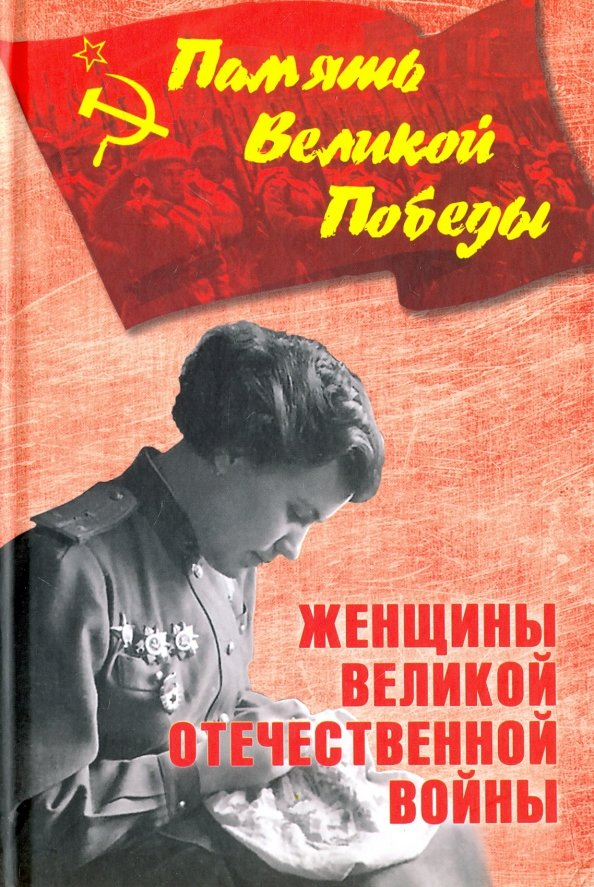 Память
Великой
Победы
ЖЕНЩИНЫ
ВЕЛИКОЙ
ОТЕЧЕСТВЕННОЙ
ВОЙНЫ